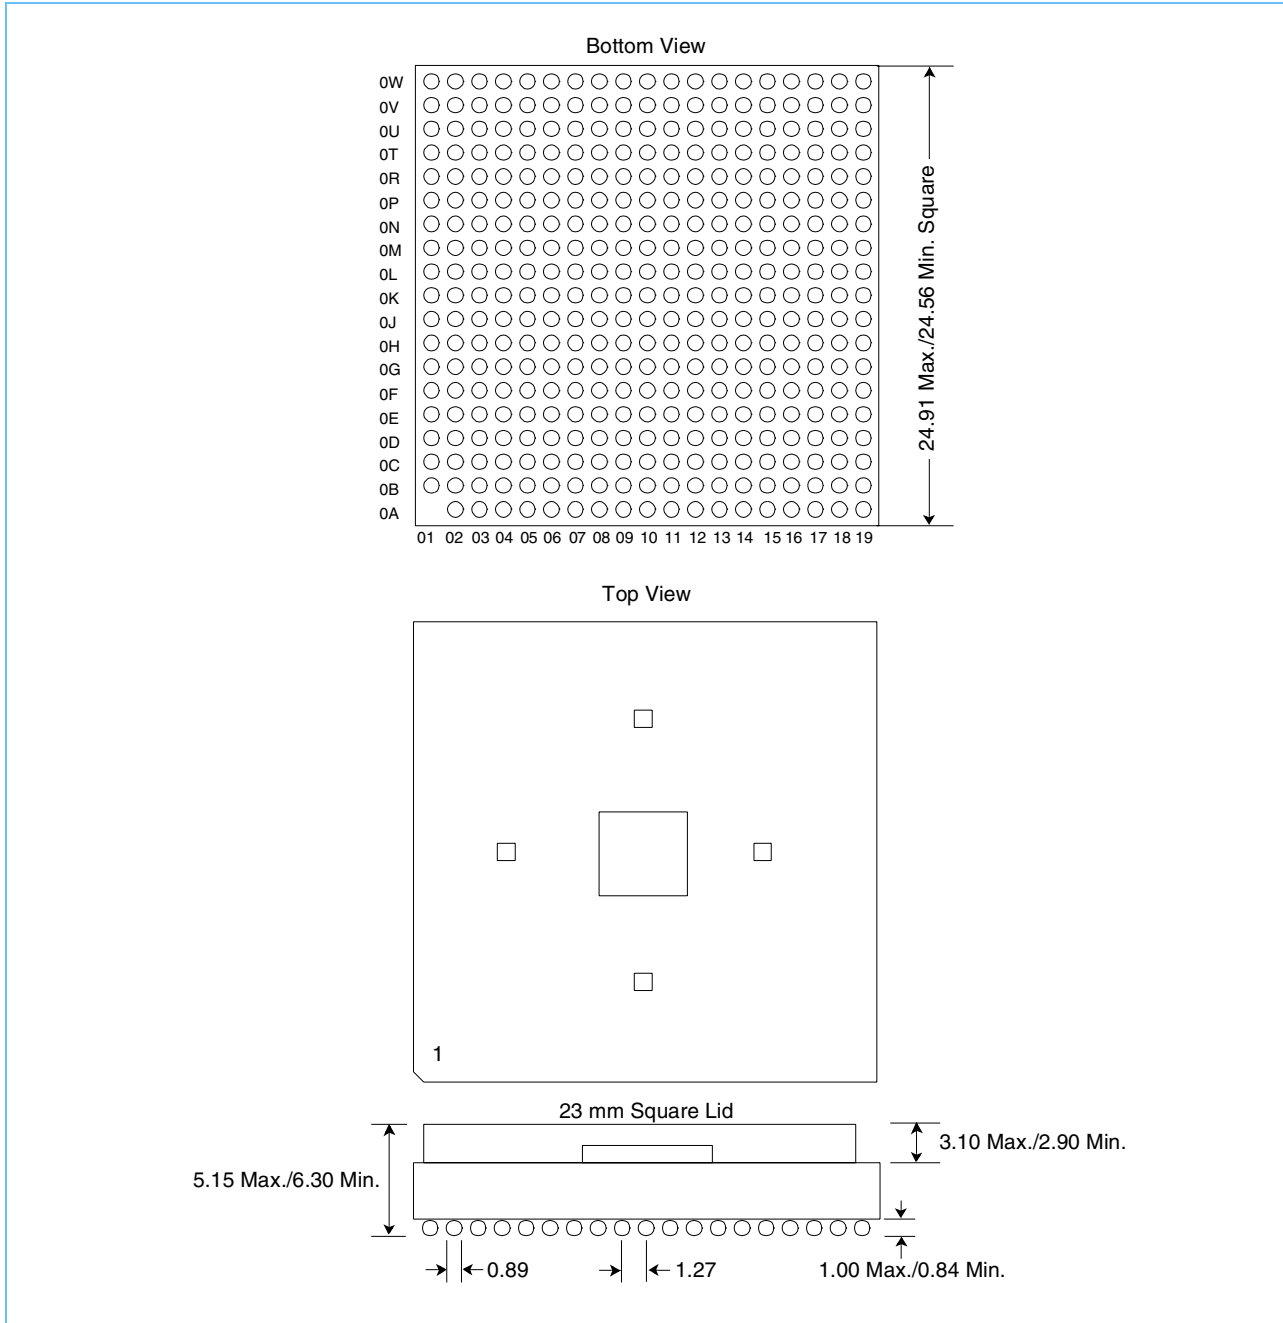 Bottom View
0W
0V
0U
0T
0R
0P
0N
0M
0L
0K
0J
0H
0G
0F
0E
0D
0C
0B
0A
01 02 03 04 05 06 07 08 09 10 11 12 13 14 15 16 17 18 19
24.91 Max./24.56 Min. Square
Top View
1
23 mm Square Lid
3.10 Max./2.90 Min.
5.15 Max./6.30 Min.
0.89
1.27
1.00 Max./0.84 Min.